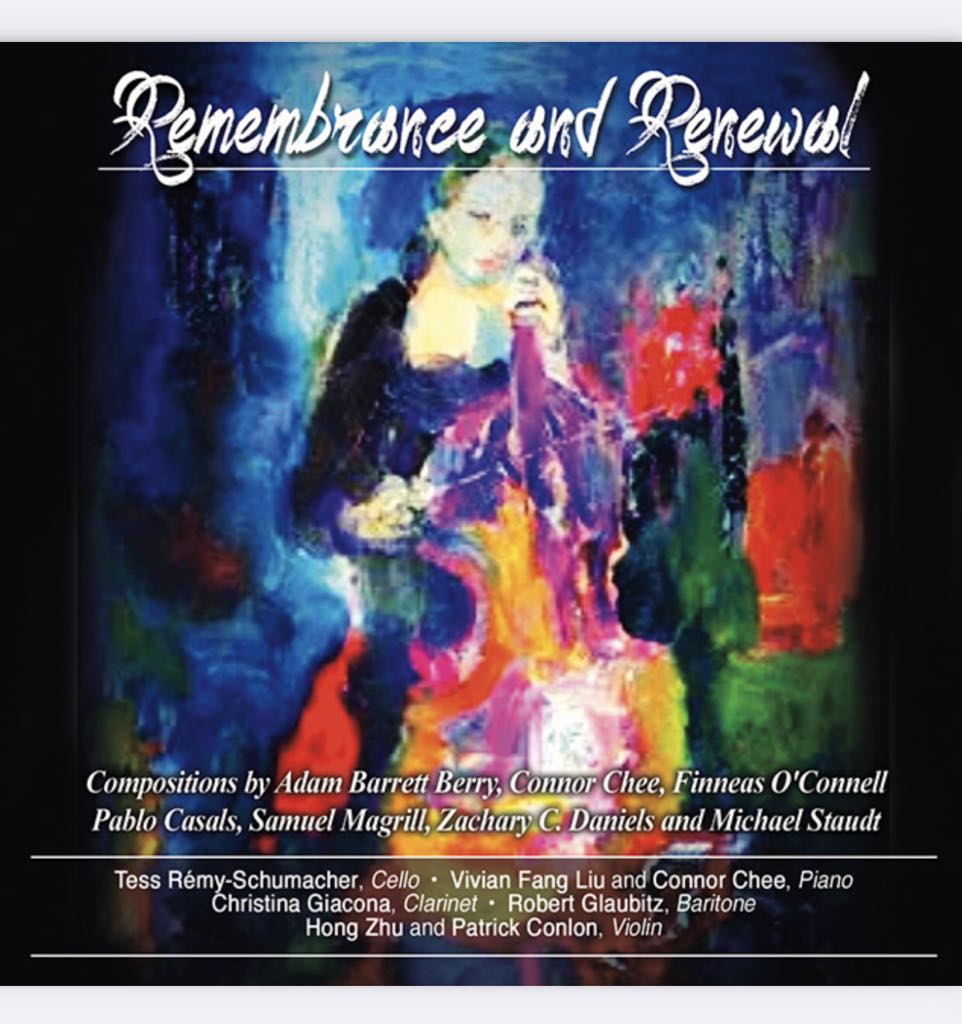 Remembrance and Renewal
Compositions by Adam Barrett Berry, Connor Chee, Finneas O'Connell
Pablo Casals, Samuel Magrill, Zachary C. Daniels and Michael Staudt
Tess Rémy-Schumacher, Cello • Vivian Fang Liu and Connor Chee, Piano
Christina Giacona, Clarinet • Robert Glaubitz, Baritone
Hong Zhu and Patrick Conlon, Violin